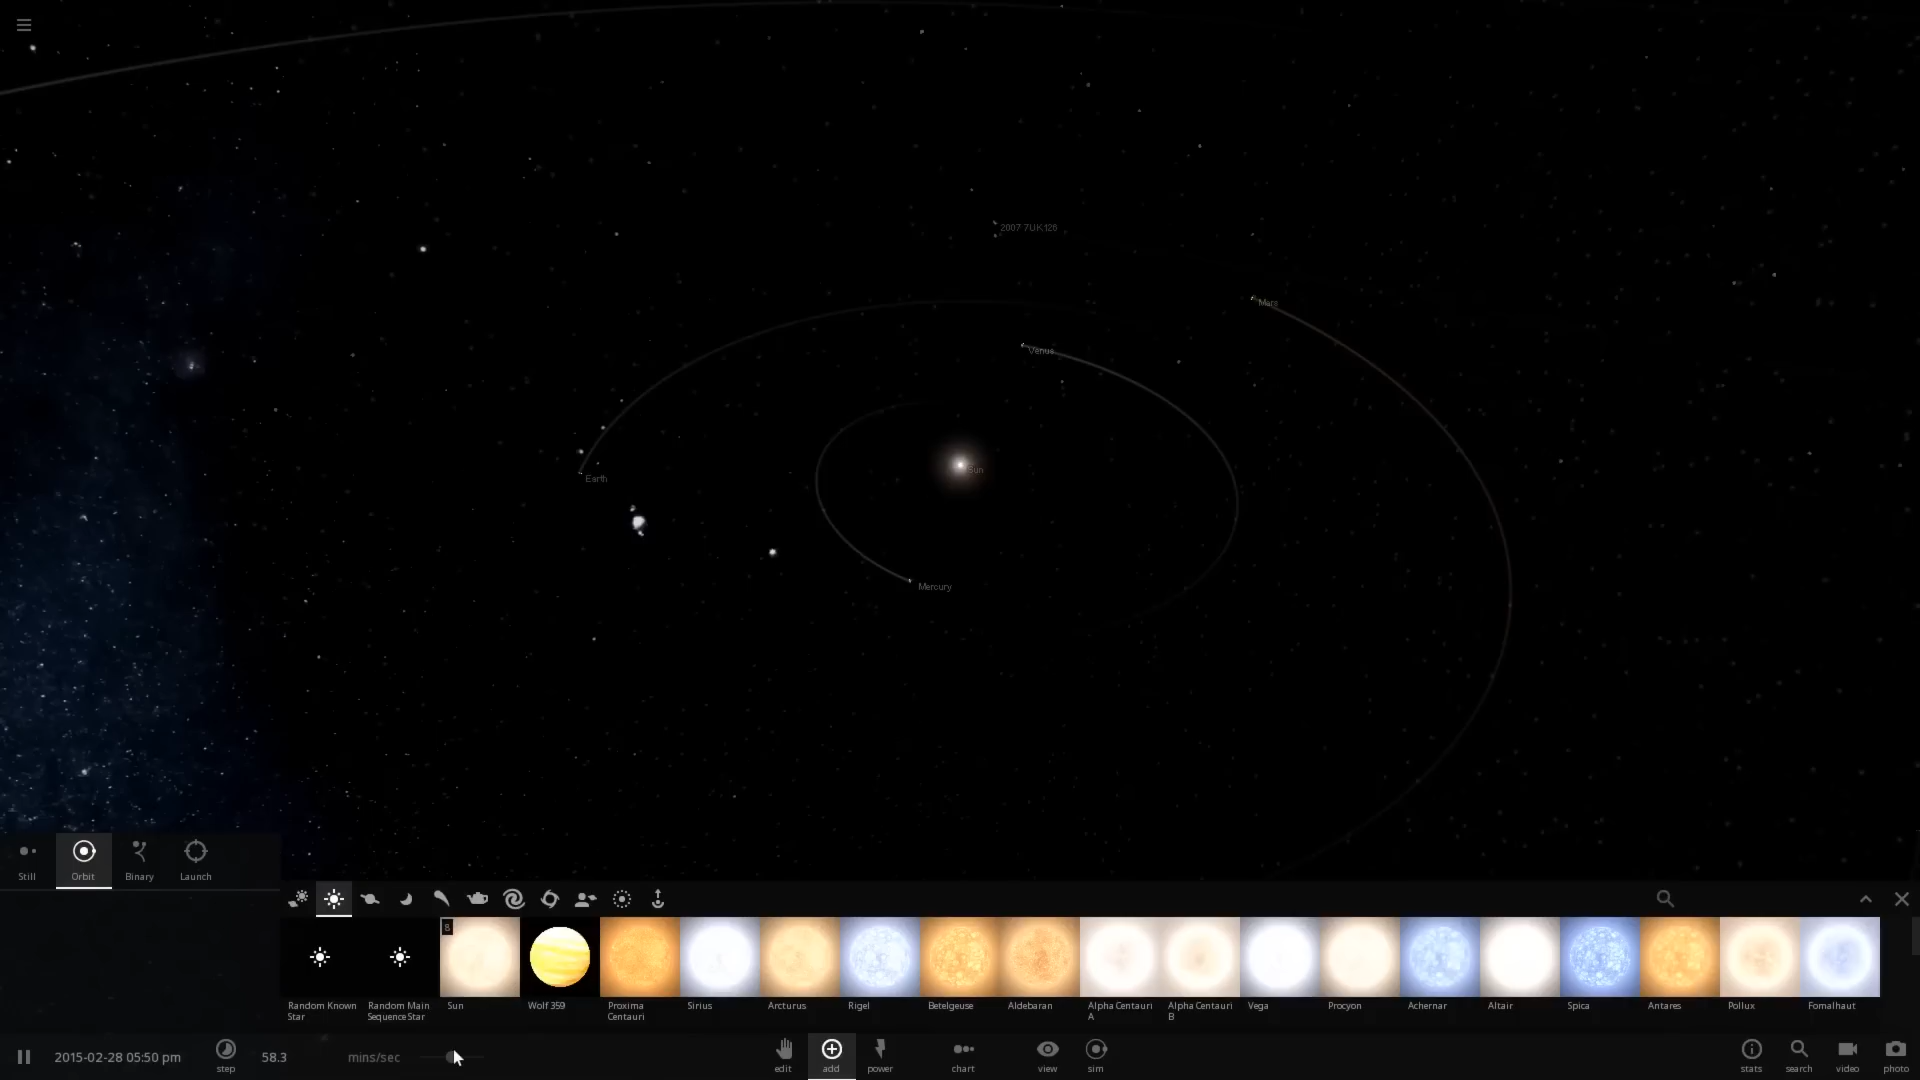 2007 7UK126
Mars
Venus
Sun
Earth
Mercury
Still
Orbit
Binary
Launch
8
Random Known
Star
Random Main
Sequence Star
Sun
Wolf 359
Proxima
Centauri
Sirius
Arcturus
Rigel
Betelgeuse
Aldebaran
Alpha Centauri
A
Alpha Centauri
B
Vega
Procyon
Achernar
Altair
Spica
Antares
Pollux
Fomalhaut
2015-02-28 05:50 pm
step
58.3
mins/sec
edit
add
power
chart
view
sim
stats
search
video
photo